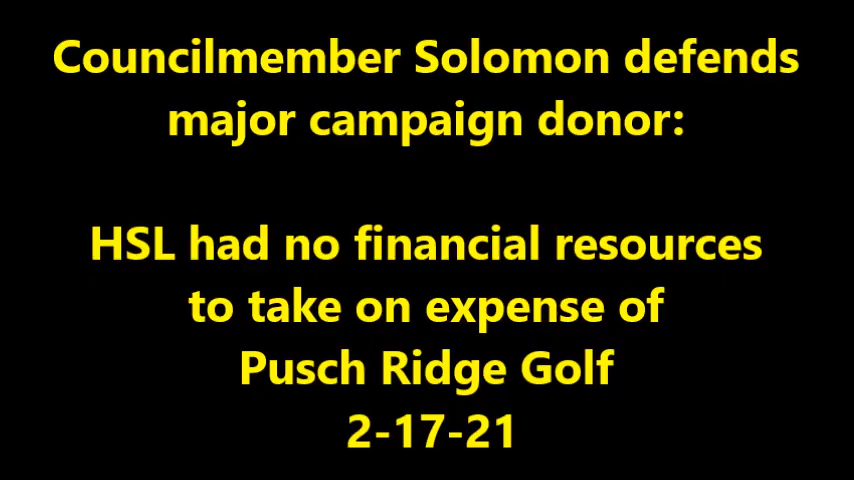 Councilmember Solomon defends
major campaign donor:
HSL had no financial resources
to take on expense of
Pusch Ridge Golf
2-17-21